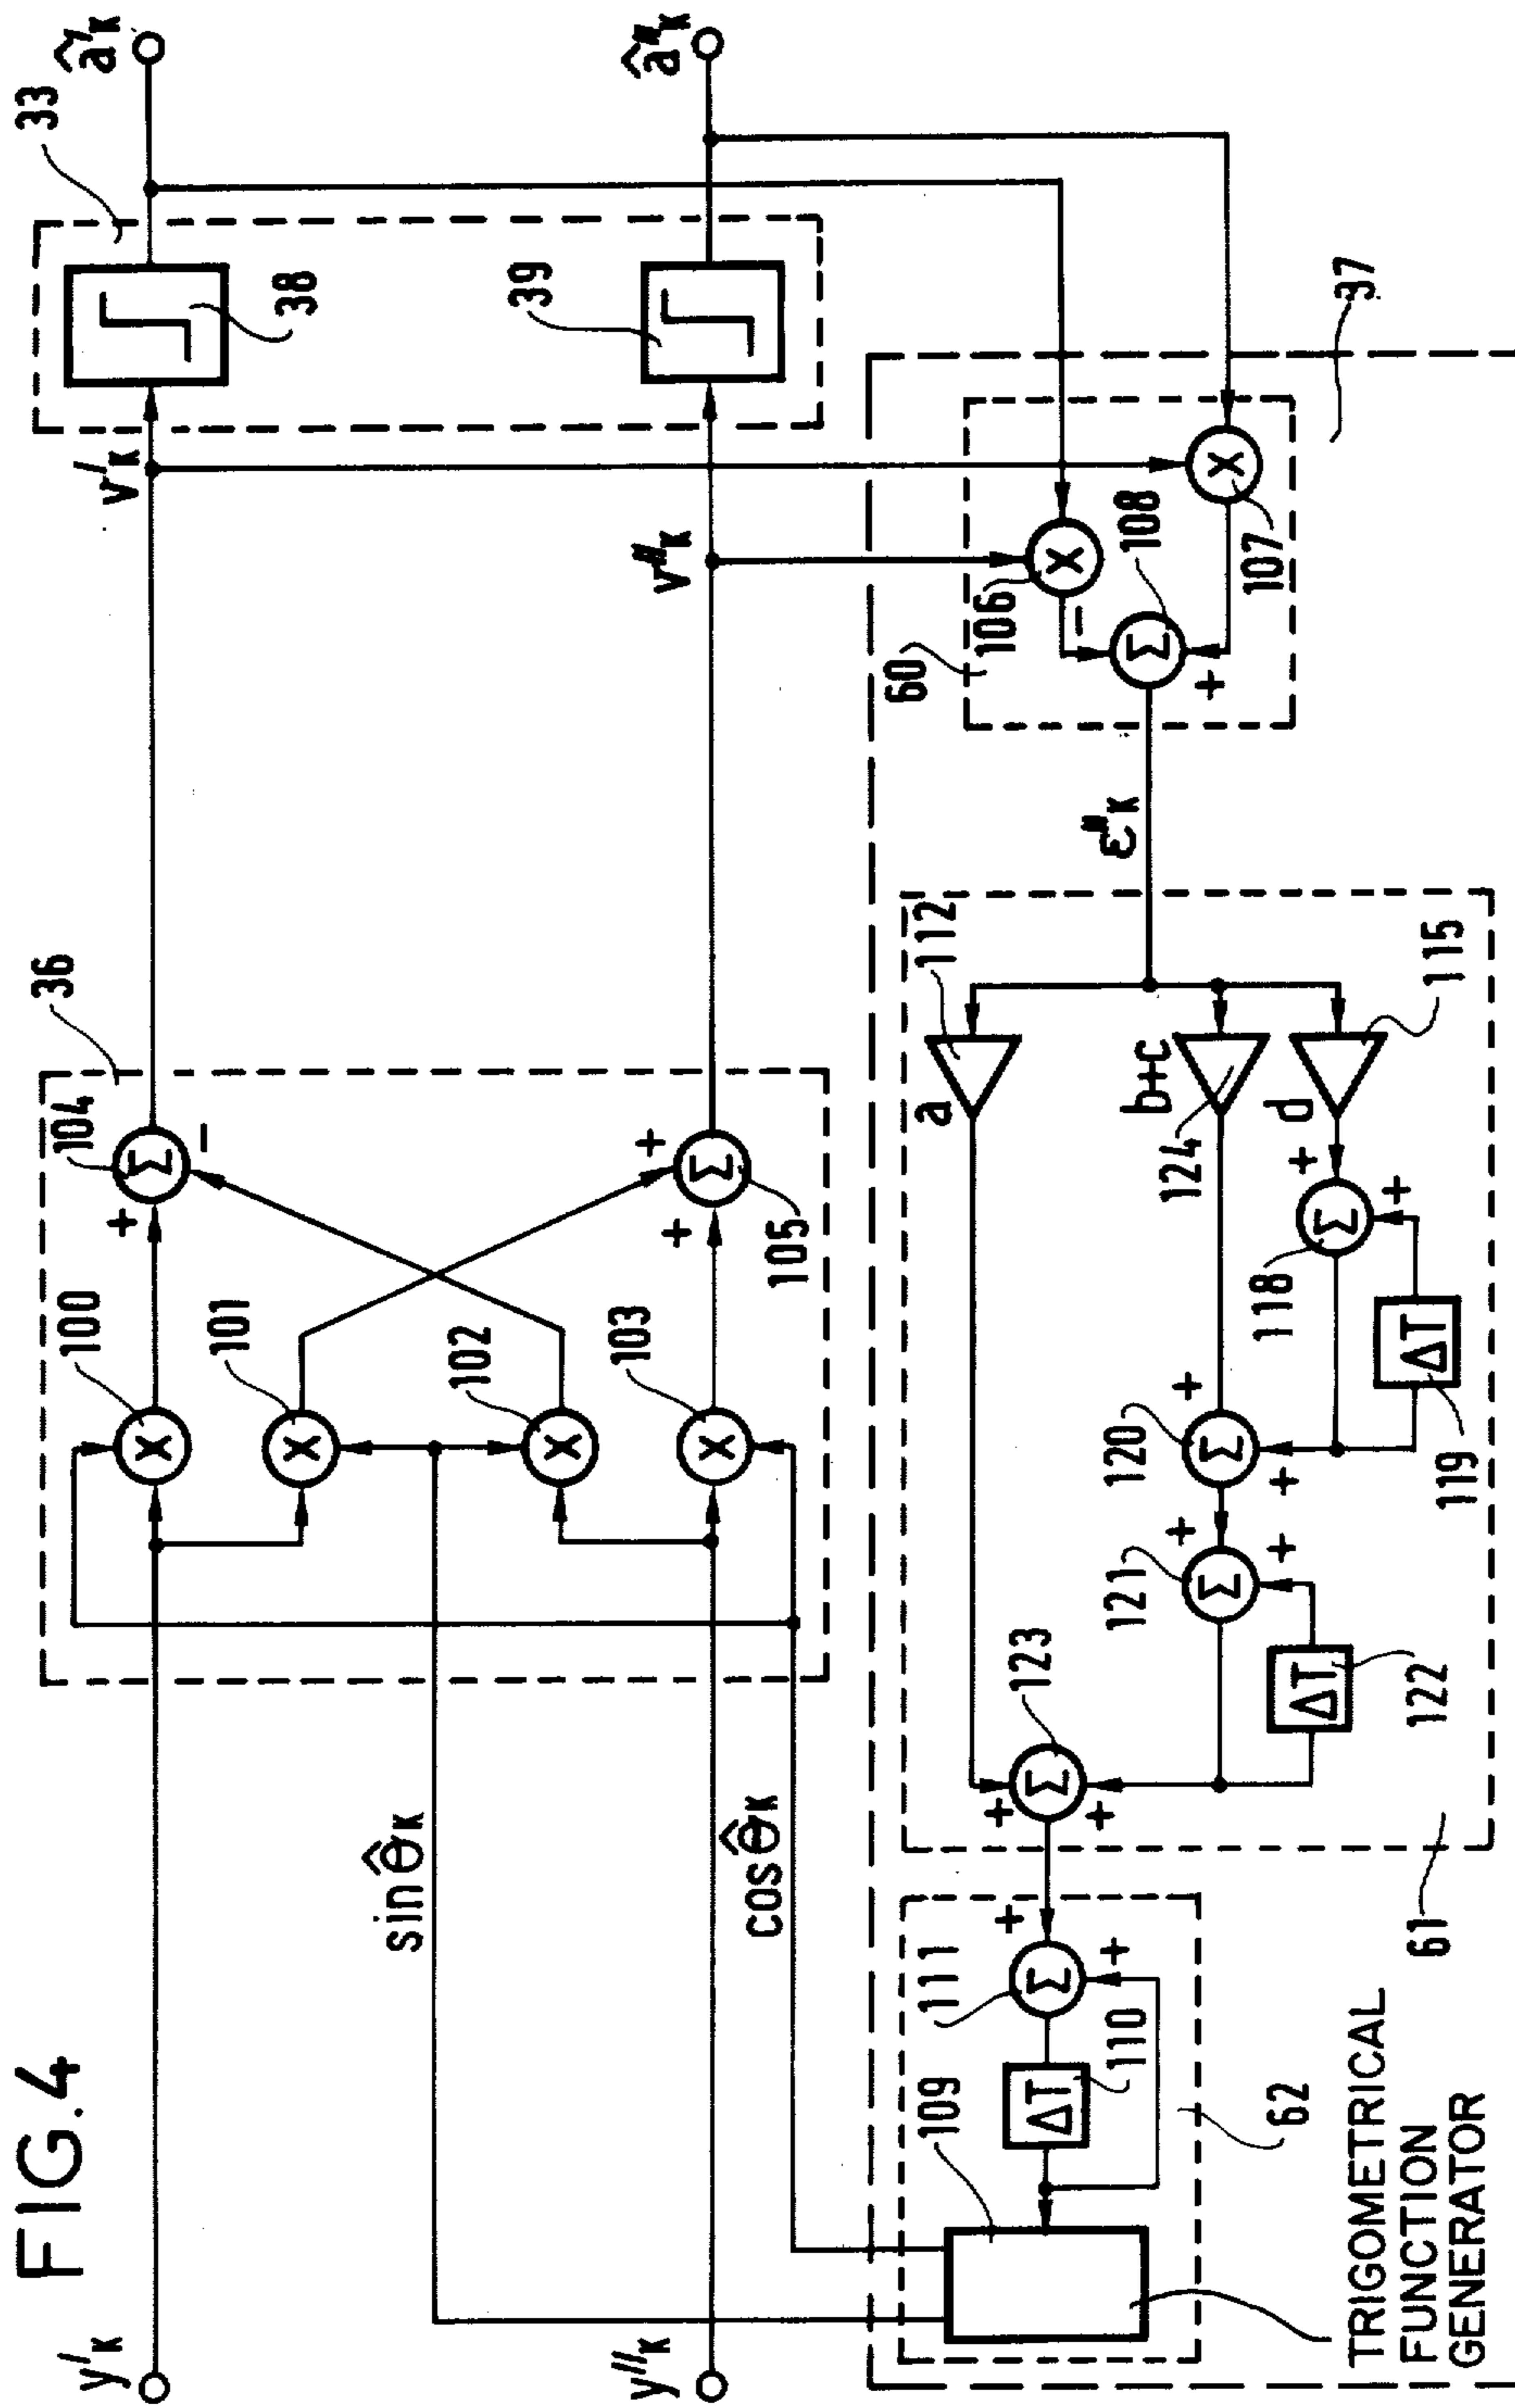 FIG.4
y'K
y"K
sin θ̂K
cos θ̂K
36
100
101
102
103
104
105
X
X
X
X
Σ
Σ
+
−
+
+
v'K
v"K
33
38
39
â'K
â"K
37
60
106
107
108
X
X
Σ
−
+
ε"K
61
112
a
124
b+c
115
d
118
Σ
+
+
119
ΔT
120
Σ
+
+
121
Σ
+
+
122
ΔT
123
Σ
+
+
62
111
Σ
+
+
110
ΔT
109
TRIGOMETRICAL
FUNCTION
GENERATOR